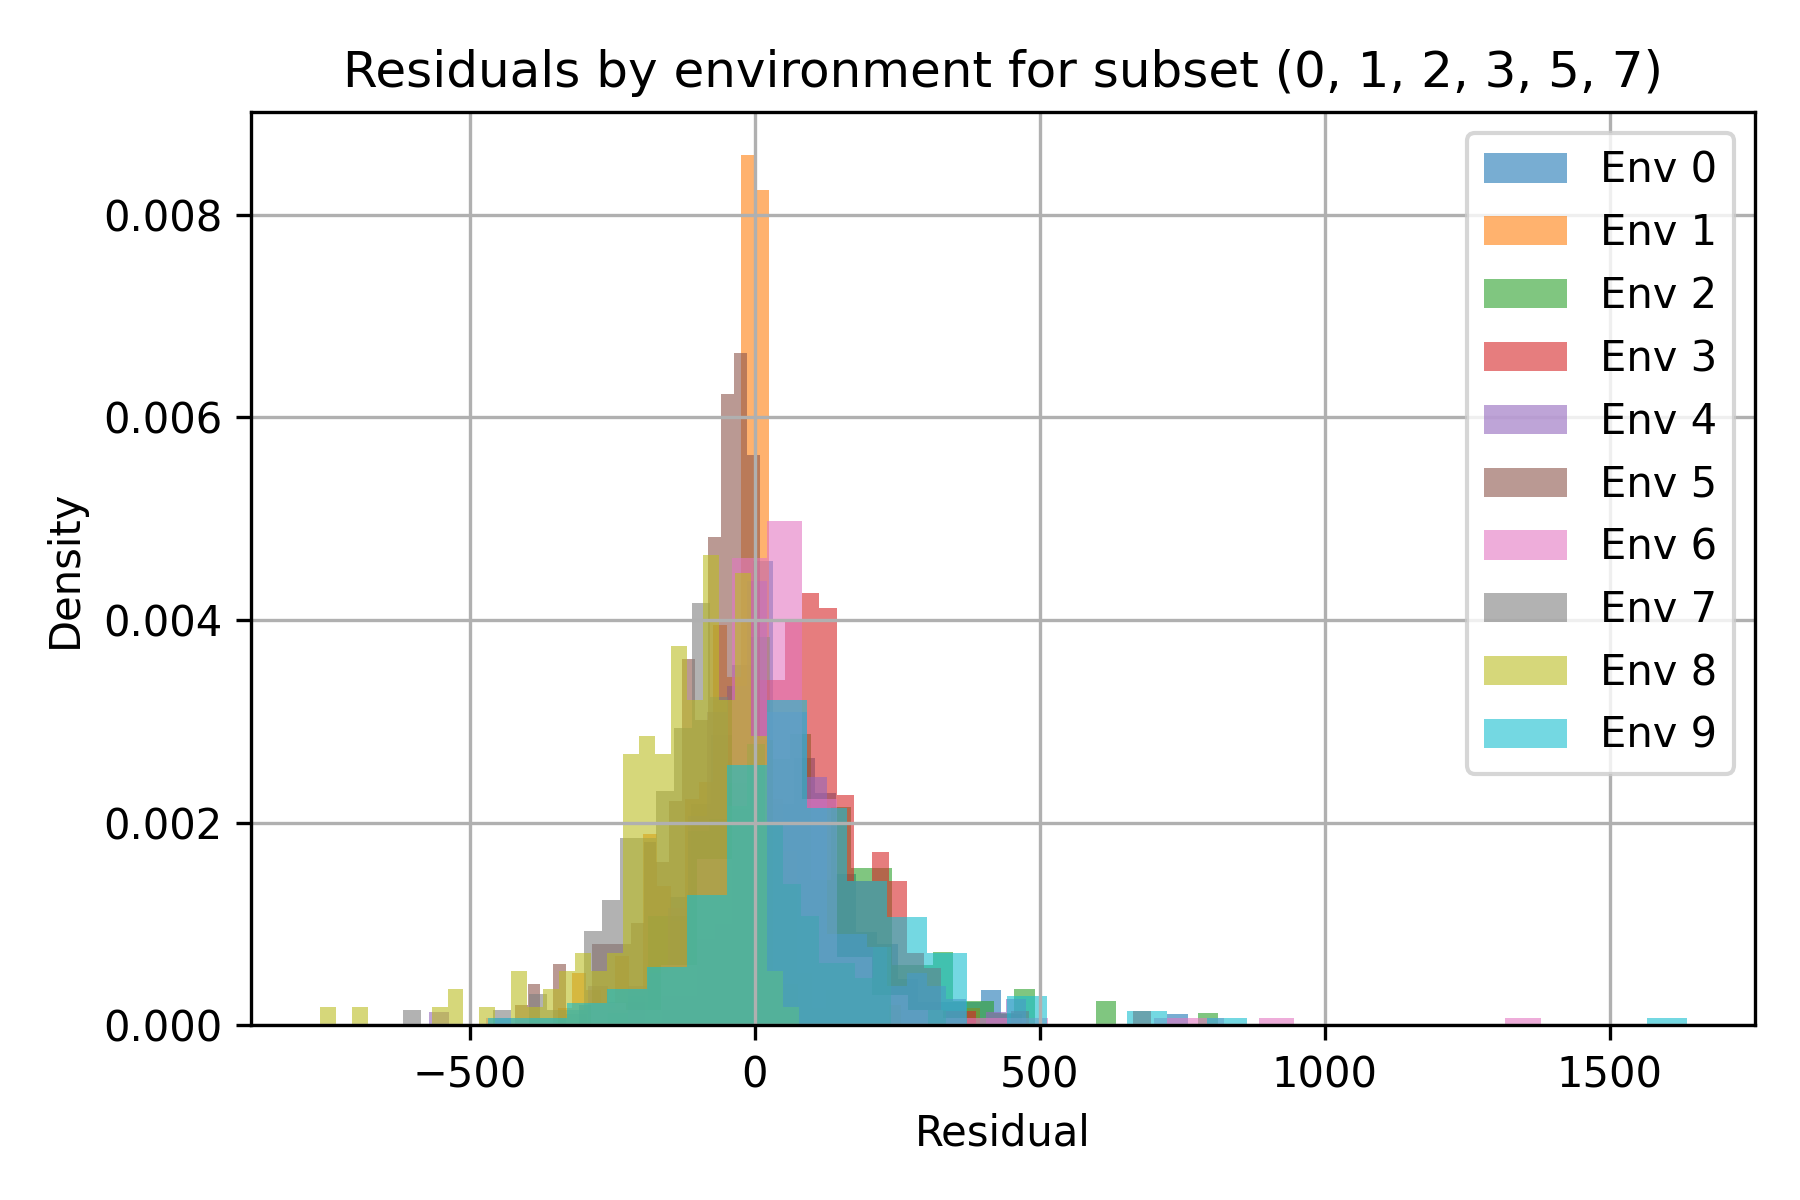 Residuals by environment for subset (0, 1, 2, 3, 5, 7)
Density
0.008
0.006
0.004
0.002
0.000
−500
0
500
1000
1500
Residual
Env 0
Env 1
Env 2
Env 3
Env 4
Env 5
Env 6
Env 7
Env 8
Env 9